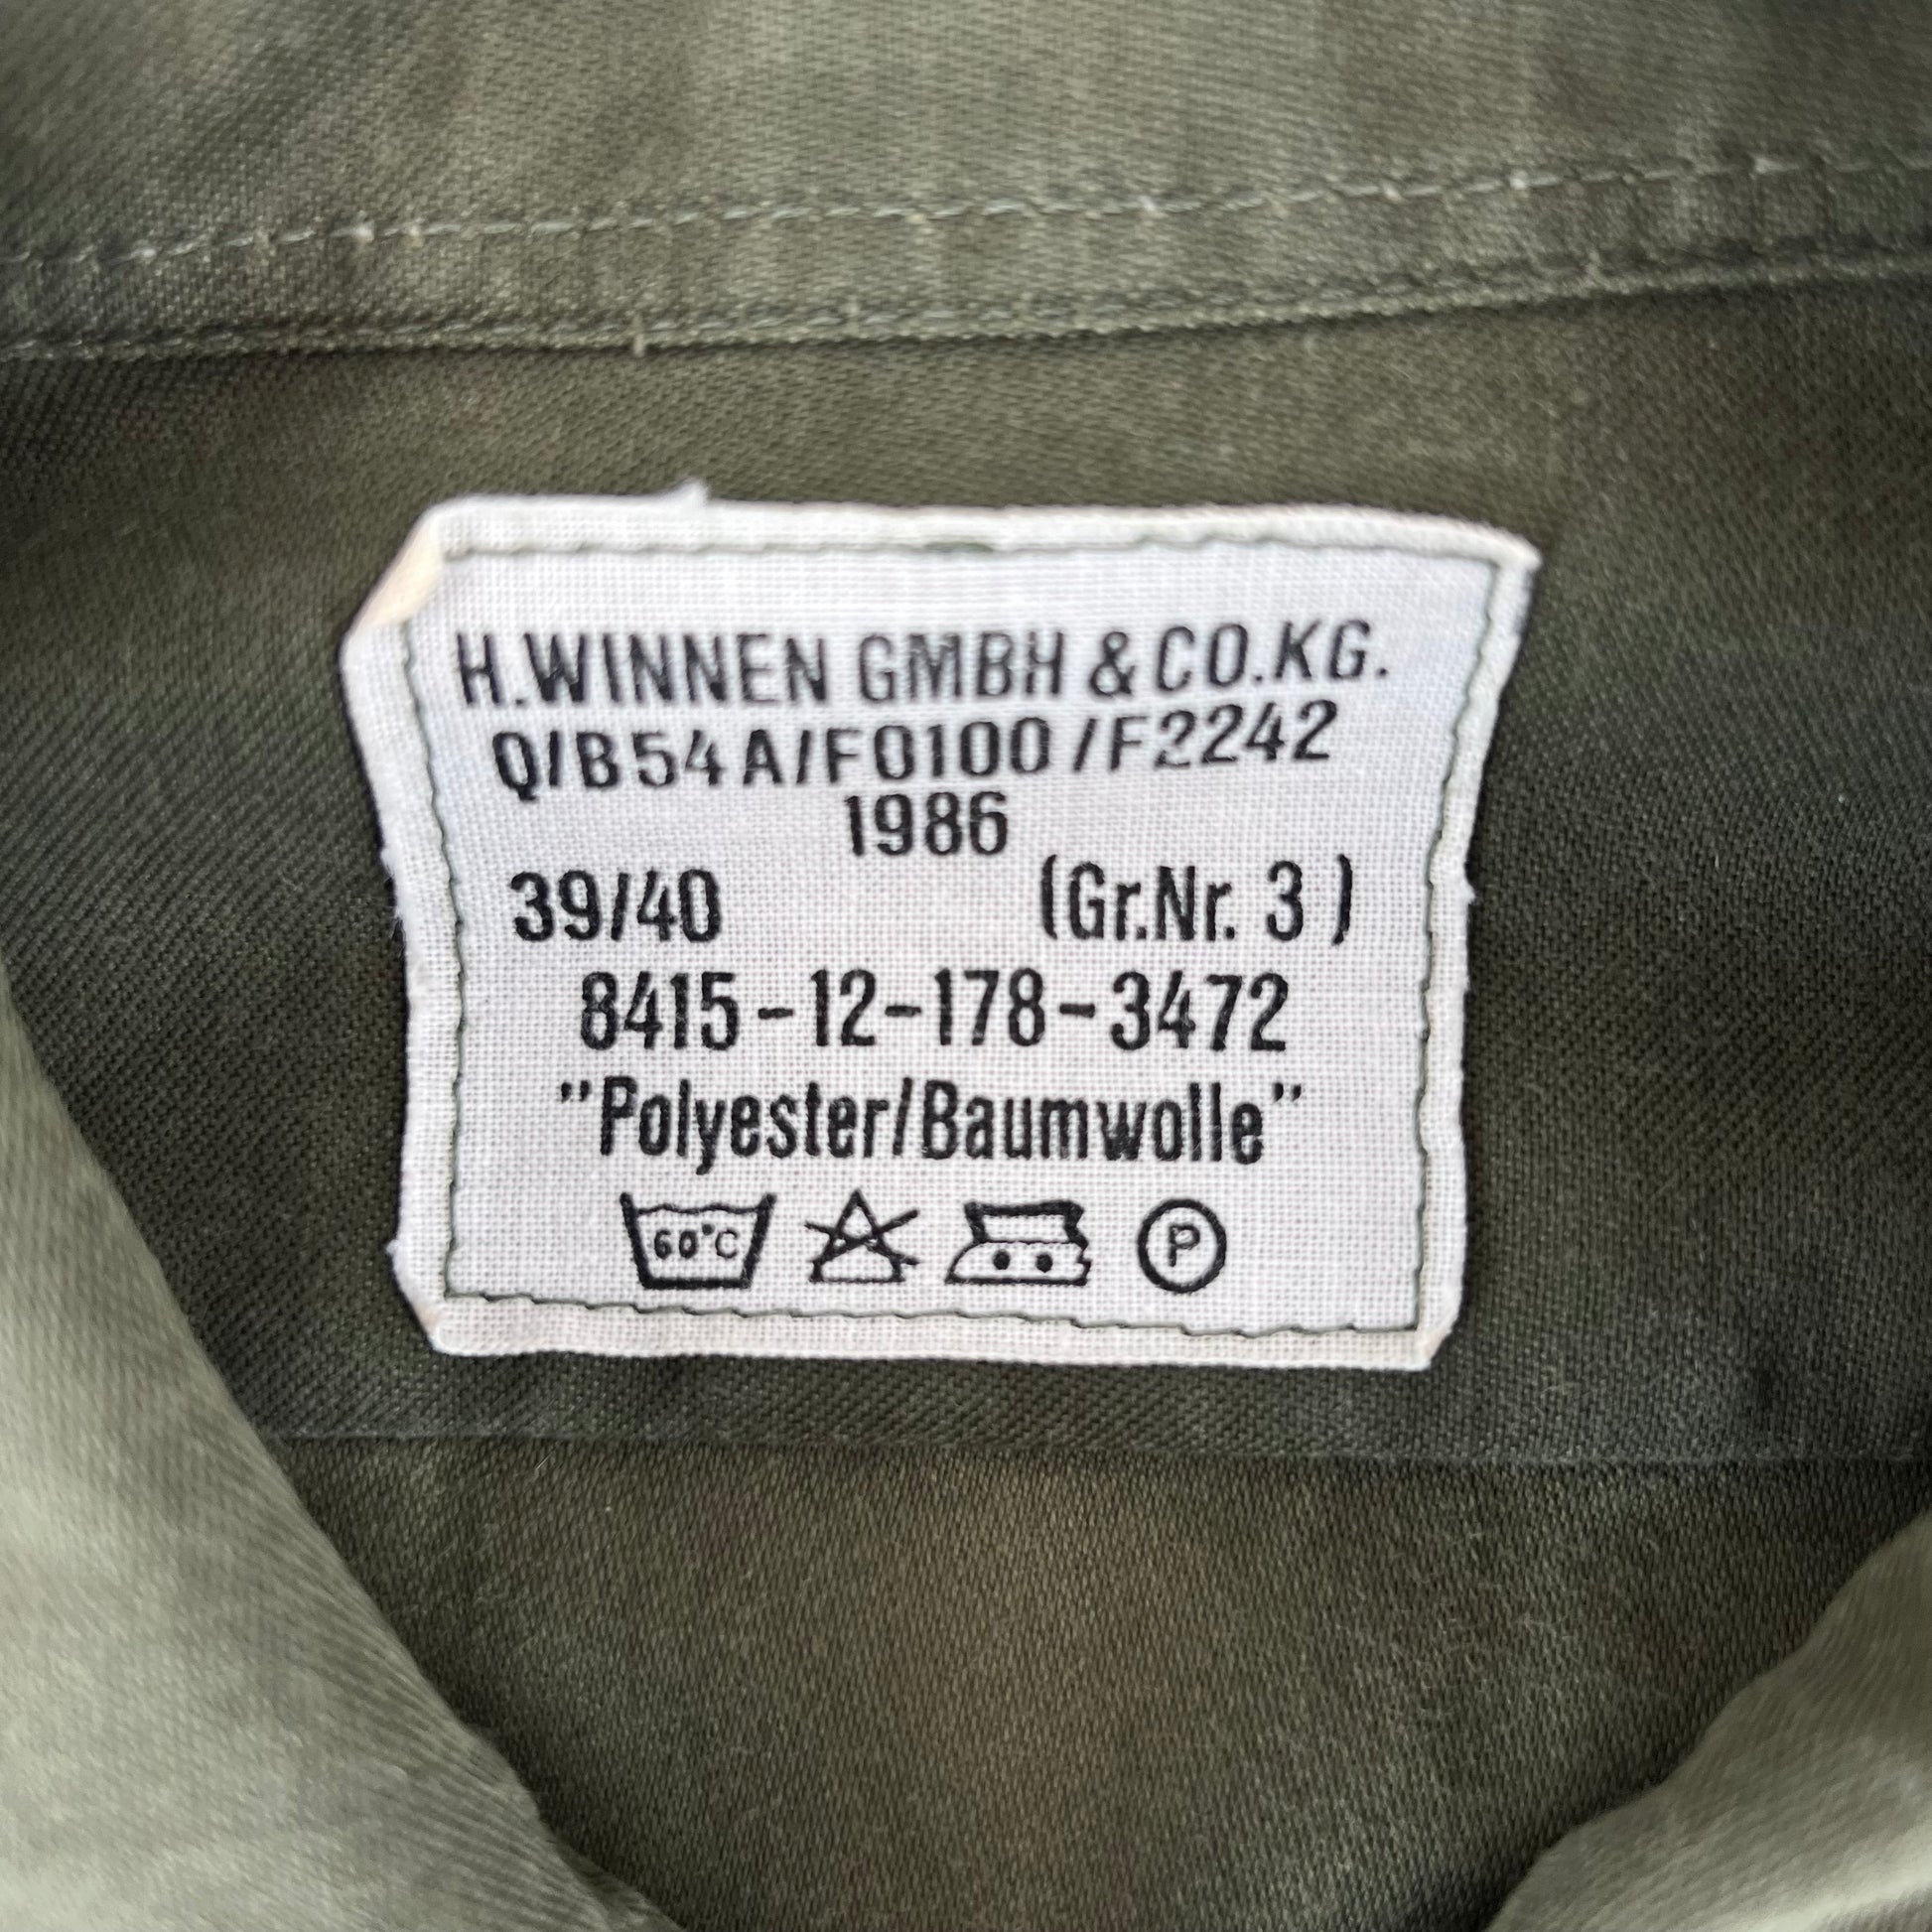 H.WINNEN GMBH & CO.KG.
Q/B54A/F0100/F2242
1986
39/40 (Gr.Nr. 3)
8415-12-178-3472
"Polyester/Baumwolle"
60°C P